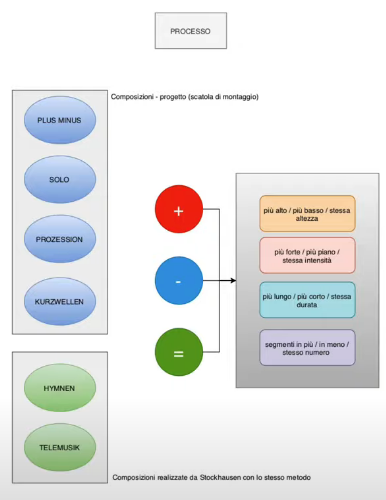 PROCESSO
Composizioni - progetto (scatola di montaggio)
PLUS MINUS
SOLO
PROZESSION
KURZWELLEN
+
-
=
più alto / più basso / stessa
altezza
più forte / più piano /
stessa intensità
più lungo / più corto / stessa
durata
segmenti in più / in meno /
stesso numero
HYMNEN
TELEMUSIK
Composizioni realizzate da Stockhausen con lo stesso metodo